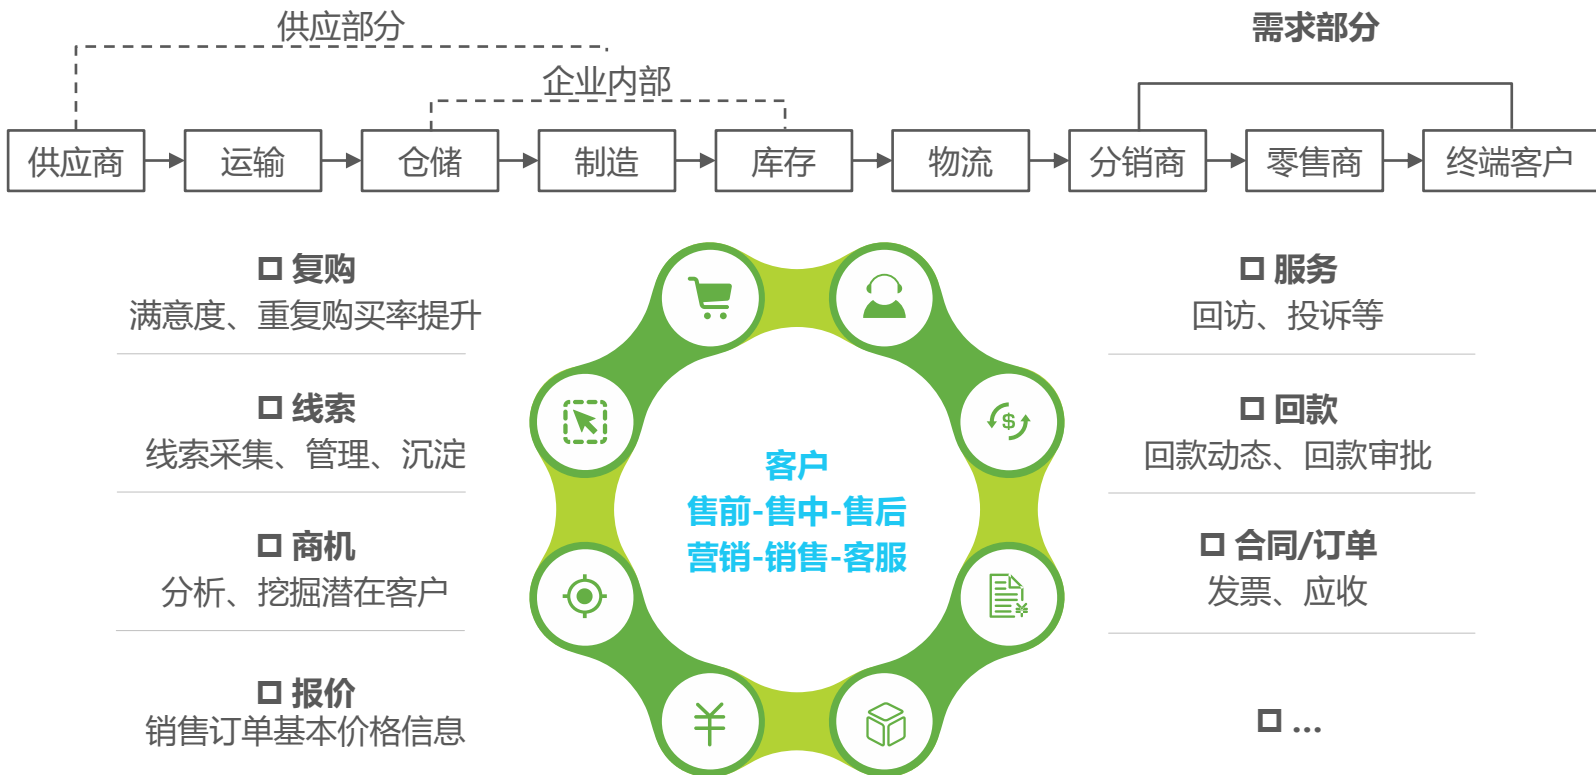 供应部分
需求部分
企业内部
供应商
运输
仓储
制造
库存
物流
分销商
零售商
终端客户
复购
满意度、重复购买率提升
线索
线索采集、管理、沉淀
商机
分析、挖掘潜在客户
报价
销售订单基本价格信息
客户
售前-售中-售后
营销-销售-客服
服务
回访、投诉等
回款
回款动态、回款审批
合同/订单
发票、应收
...